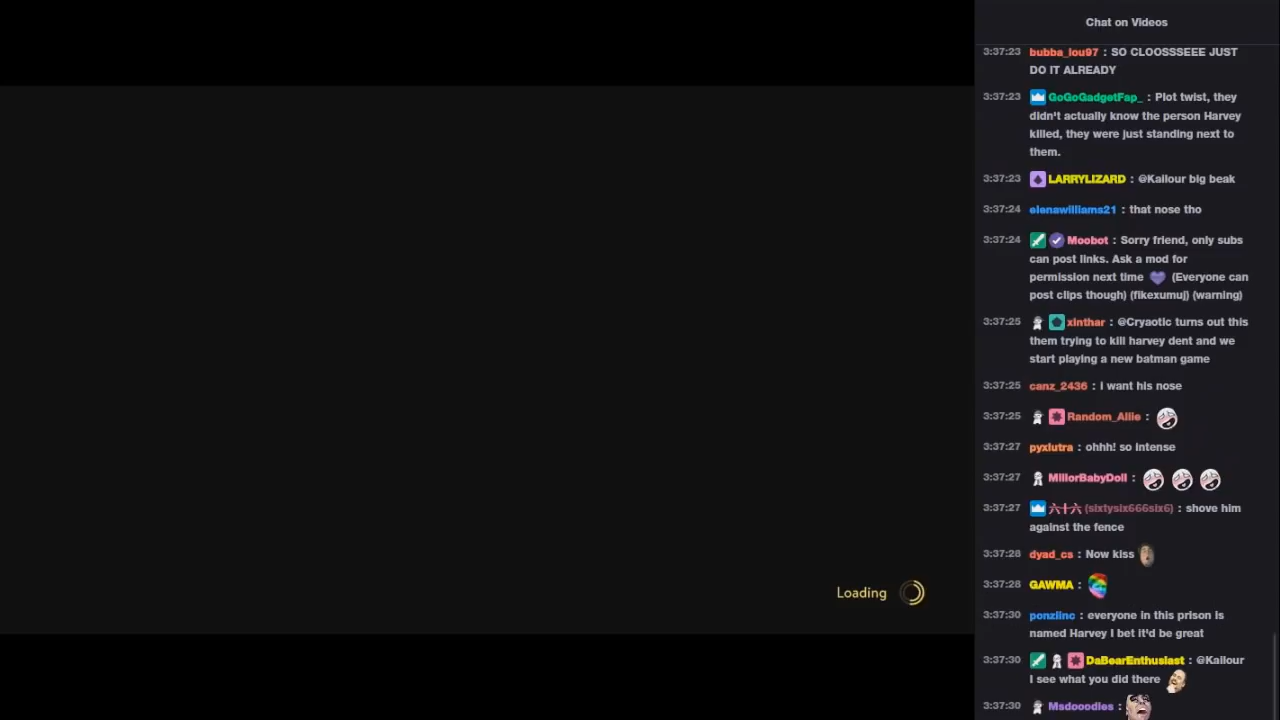 Chat on Videos
3:37:23 bubba_lou97 : SO CLOOSSSEEE JUST
DO IT ALREADY
3:37:23 GoGoGadgetFap_ : Plot twist, they
didn't actually know the person Harvey
killed, they were just standing next to
them.
3:37:23 LARRYLIZARD : @Kailour big beak
3:37:24 elenawilliams21 : that nose tho
3:37:24 Moobot : Sorry friend, only subs
can post links. Ask a mod for
permission next time (Everyone can
post clips though) (fikexumuj) (warning)
3:37:25 xinthar : @Cryaotic turns out this
them trying to kill harvey dent and we
start playing a new batman game
3:37:25 canz_2436 : i want his nose
3:37:25 Random_Allie :
3:37:27 pyxlutra : ohhh! so intense
3:37:27 MillorBabyDoll :
3:37:27 六十六 (sixtysix666six6) : shove him
against the fence
3:37:28 dyad_cs : Now kiss
3:37:28 GAWMA :
3:37:30 ponziinc : everyone in this prison is
named Harvey I bet it'd be great
3:37:30 DaBearEnthusiast : @Kailour
I see what you did there
3:37:30 Msdooodles :
Loading